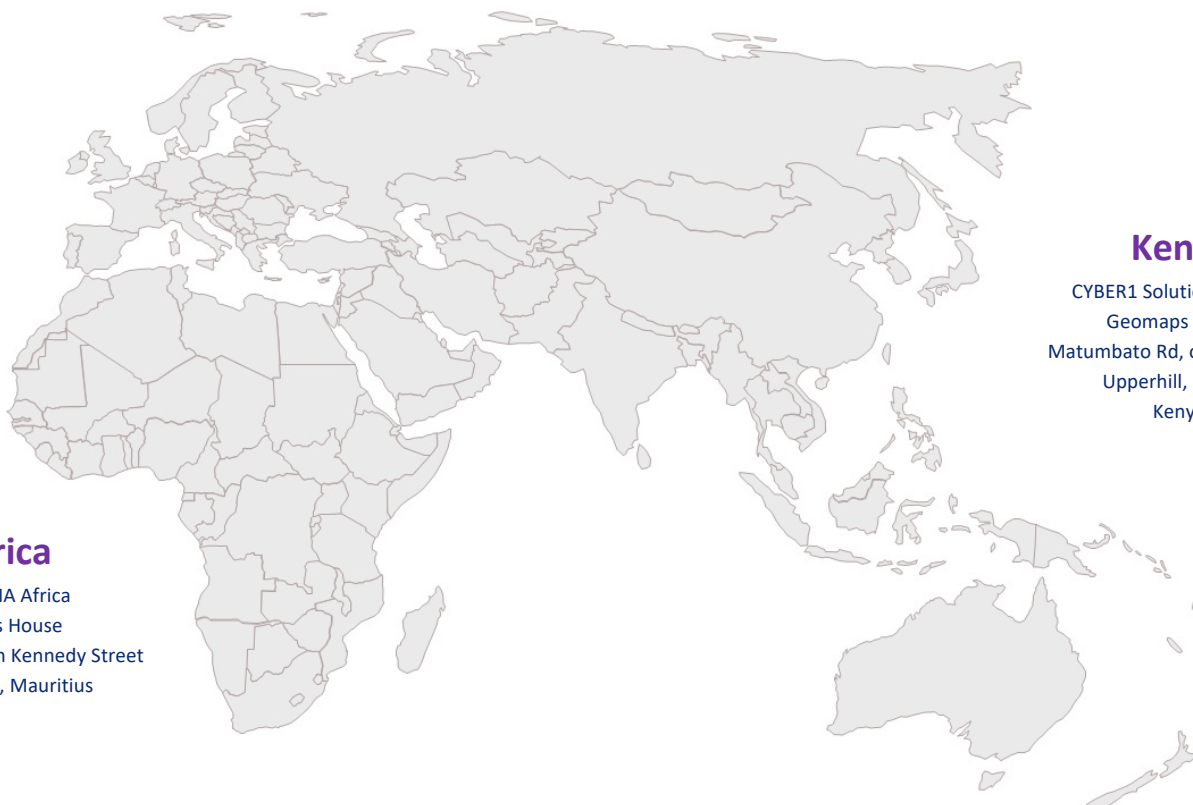 Ken
CYBER1 Soluti
Geomaps
Matumbato Rd,
Upperhill,
Keny
rica
IA Africa
s House
n Kennedy Street
, Mauritius